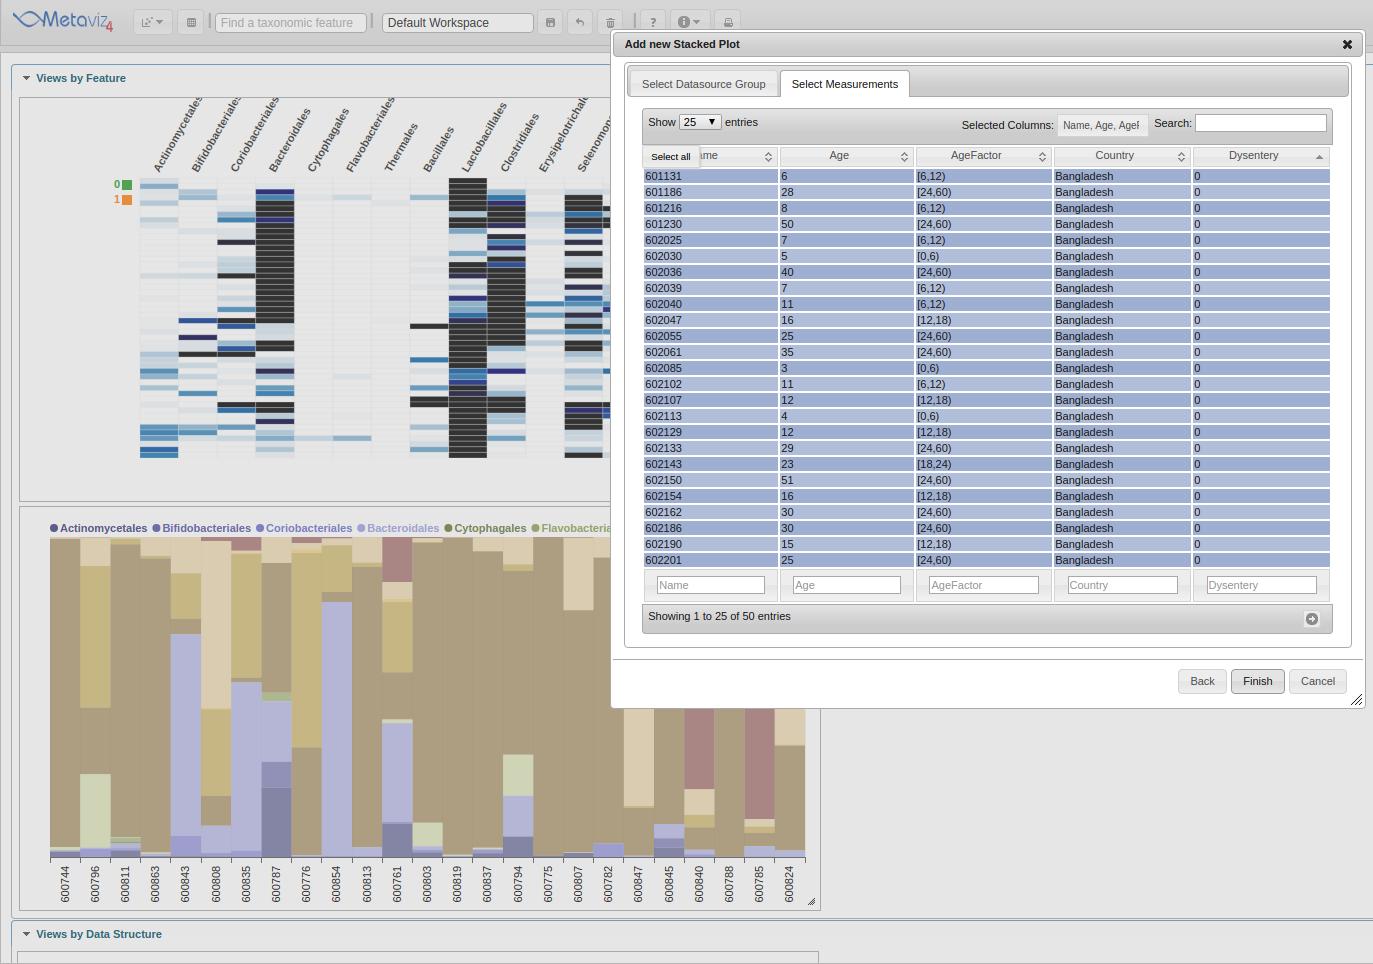 Metaviz 4
Find a taxonomic feature
Default Workspace
?
Add new Stacked Plot
Select Datasource Group
Select Measurements
Show 25 entries
Selected Columns: Name, Age, AgeF
Search:
Select all
Age AgeFactor Country Dysentery
601131 6 [6,12) Bangladesh 0
601186 28 [24,60) Bangladesh 0
601216 8 [6,12) Bangladesh 0
601230 50 [24,60) Bangladesh 0
602025 7 [6,12) Bangladesh 0
602030 5 [0,6) Bangladesh 0
602036 40 [24,60) Bangladesh 0
602039 7 [6,12) Bangladesh 0
602040 11 [6,12) Bangladesh 0
602047 16 [12,18) Bangladesh 0
602055 25 [24,60) Bangladesh 0
602061 35 [24,60) Bangladesh 0
602085 3 [0,6) Bangladesh 0
602102 11 [6,12) Bangladesh 0
602107 12 [12,18) Bangladesh 0
602113 4 [0,6) Bangladesh 0
602129 12 [12,18) Bangladesh 0
602133 29 [24,60) Bangladesh 0
602143 23 [18,24) Bangladesh 0
602150 51 [24,60) Bangladesh 0
602154 16 [12,18) Bangladesh 0
602162 30 [24,60) Bangladesh 0
602186 30 [24,60) Bangladesh 0
602190 15 [12,18) Bangladesh 0
602201 25 [24,60) Bangladesh 0
Name Age AgeFactor Country Dysentery
Showing 1 to 25 of 50 entries
Back Finish Cancel
Views by Feature
Actinomycetales
Bifidobacteriales
Coriobacteriales
Bacteroidales
Cytophagales
Flavobacteriales
Thermales
Bacillales
Lactobacillales
Clostridiales
Erysipelotrichal
Selenomon
0
1
Actinomycetales Bifidobacteriales Coriobacteriales Bacteroidales Cytophagales Flavobacteria
600744
600796
600811
600863
600843
600808
600835
600787
600776
600854
600813
600761
600803
600819
600837
600794
600775
600807
600782
600847
600845
600840
600788
600785
600824
Views by Data Structure